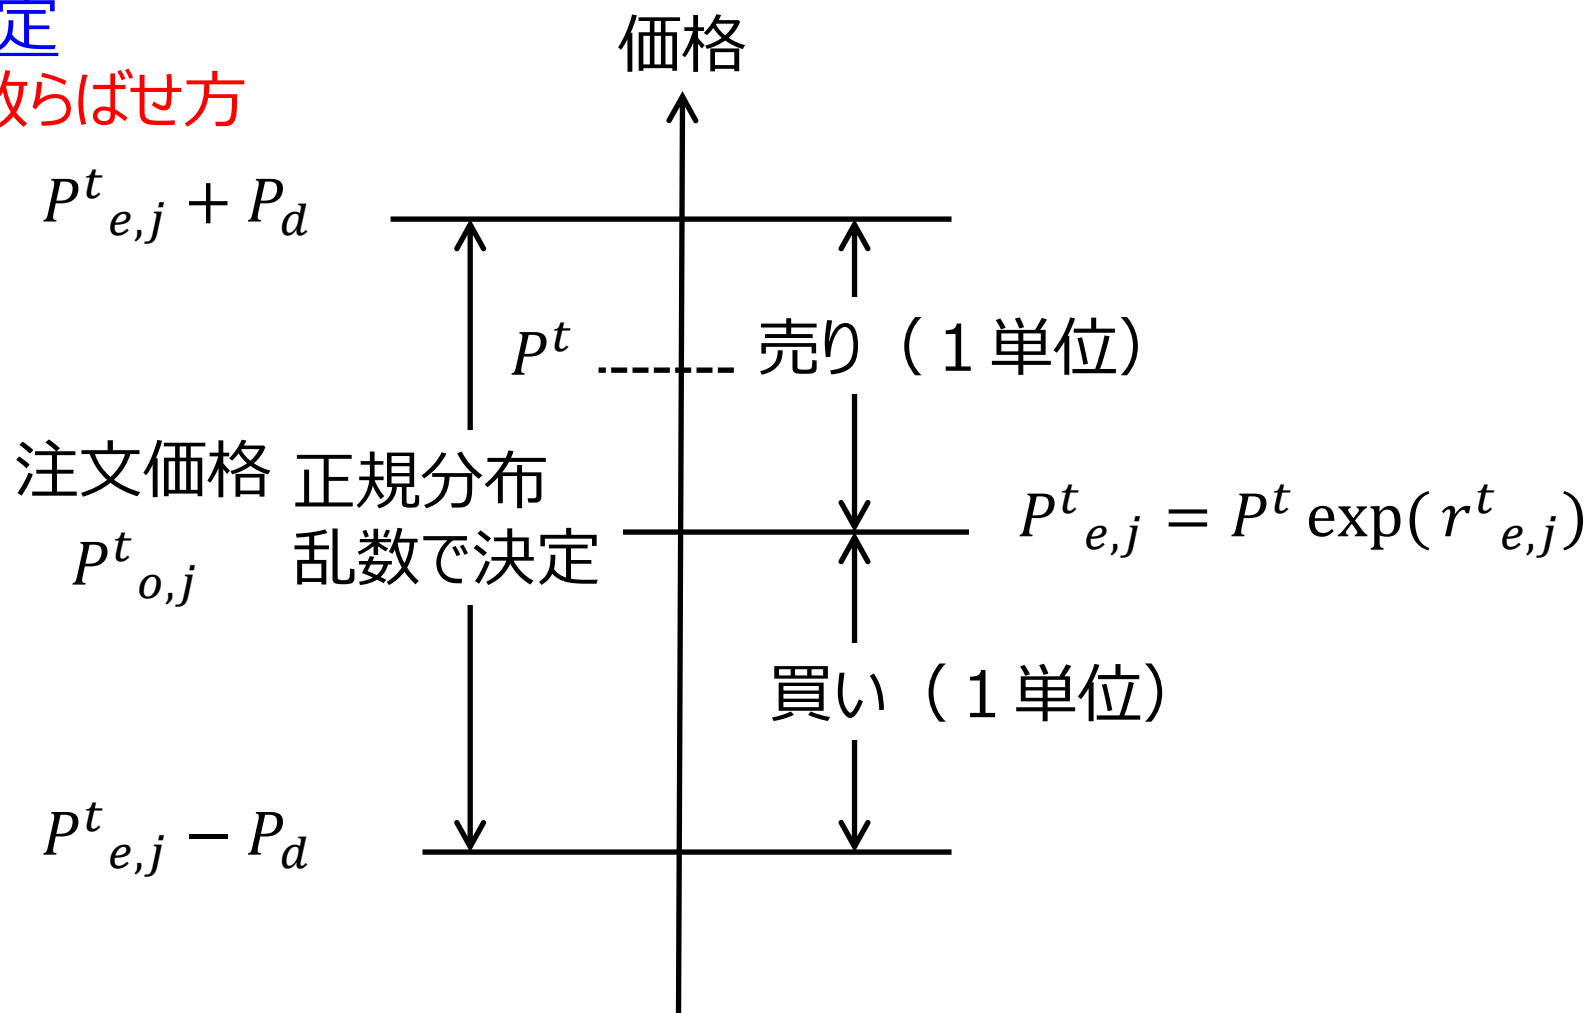 定
らばせ方
価格
P^t_{e,j} + P_d
P^t
売り（１単位）
注文価格
P^t_{o,j}
正規分布
乱数で決定
P^t_{e,j} = P^t exp(r^t_{e,j})
買い（１単位）
P^t_{e,j} − P_d